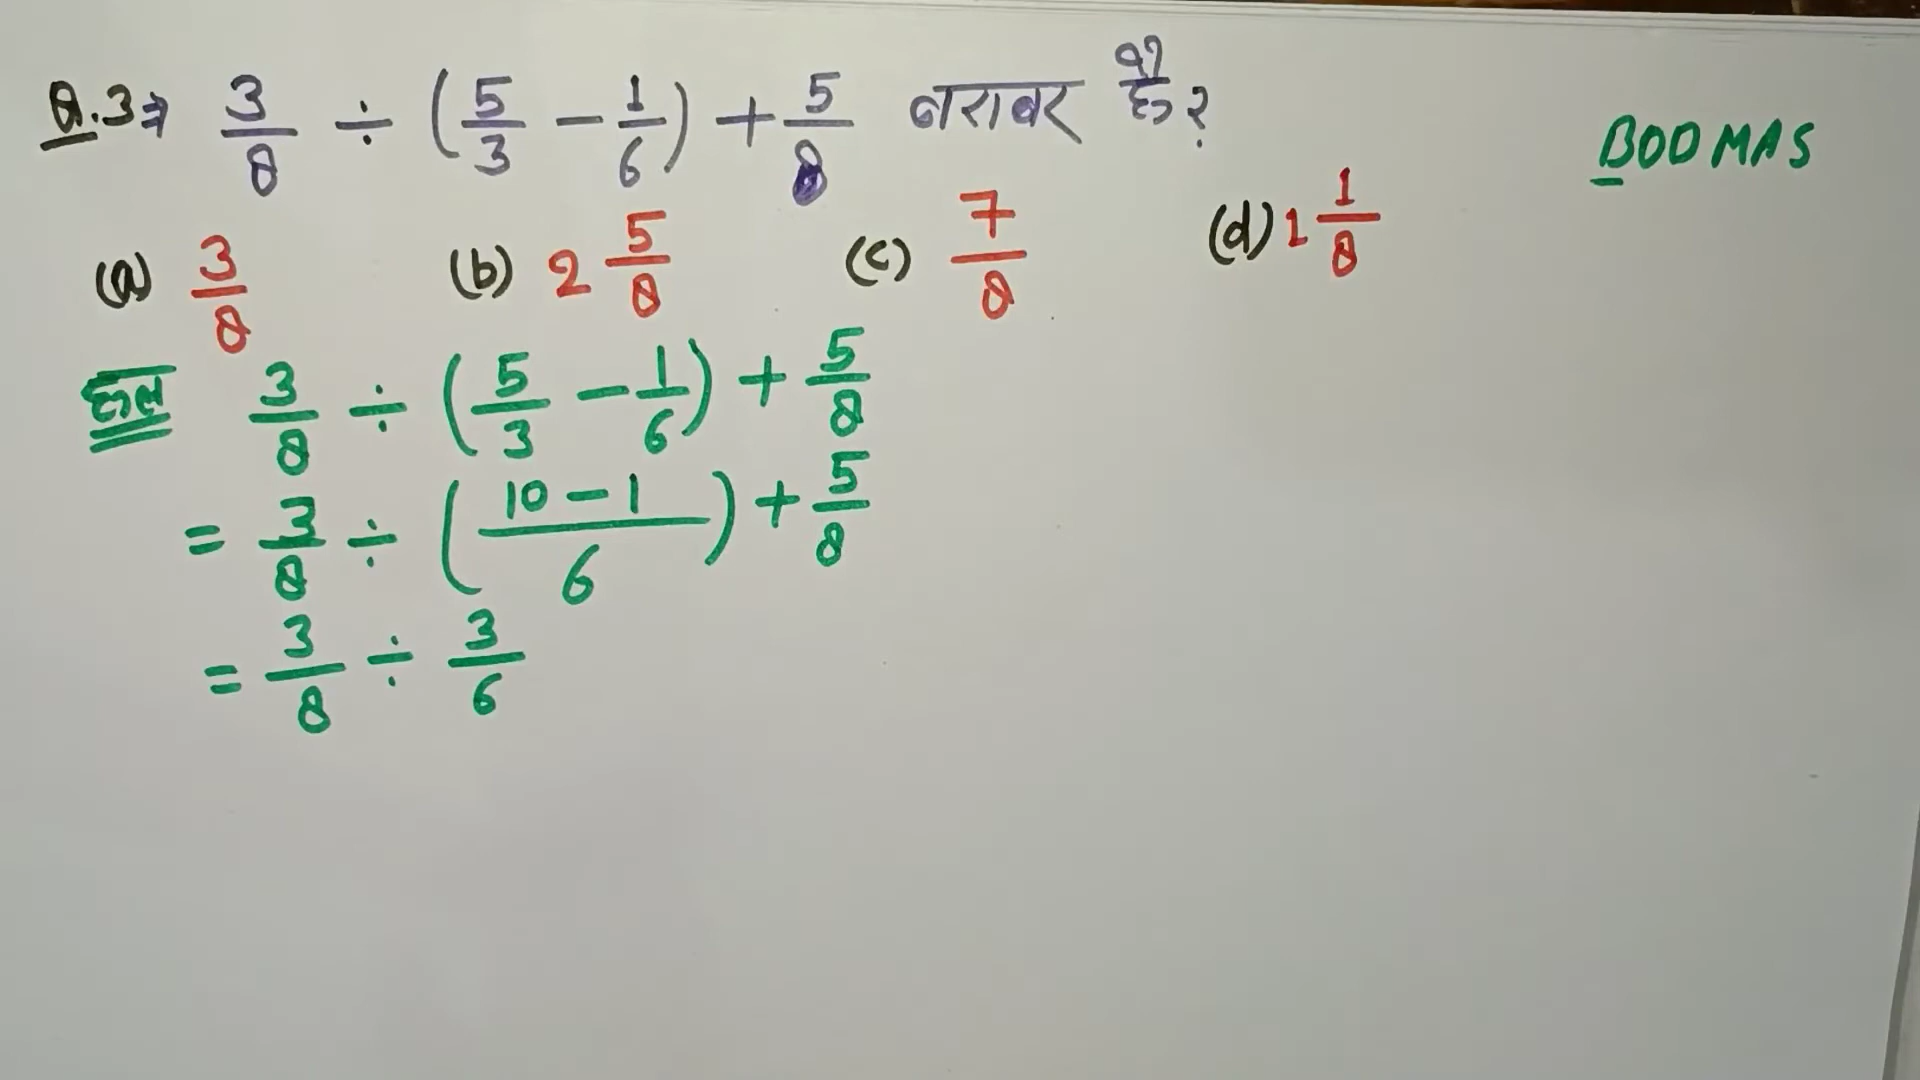 Q.3⇒ 3/8 ÷ (5/3 - 1/6) + 5/8 बराबर है?
BODMAS
(a) 3/8 (b) 2 5/8 (c) 7/8 (d) 1 1/8
हल 3/8 ÷ (5/3 - 1/6) + 5/8
= 3/8 ÷ (10 - 1/6) + 5/8
= 3/8 ÷ 3/6